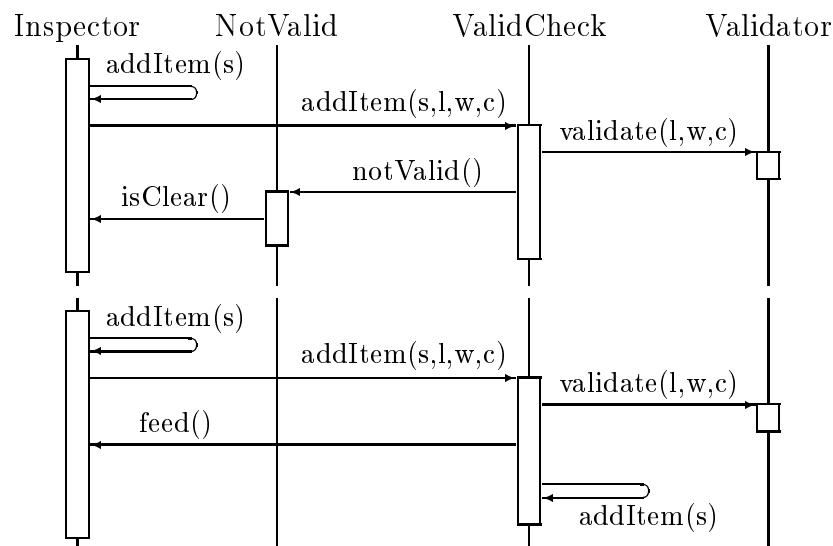 Inspector NotValid ValidCheck Validator
addItem(s)
addItem(s,l,w,c)
validate(l,w,c)
notValid()
isClear()
addItem(s)
addItem(s,l,w,c)
validate(l,w,c)
feed()
addItem(s)